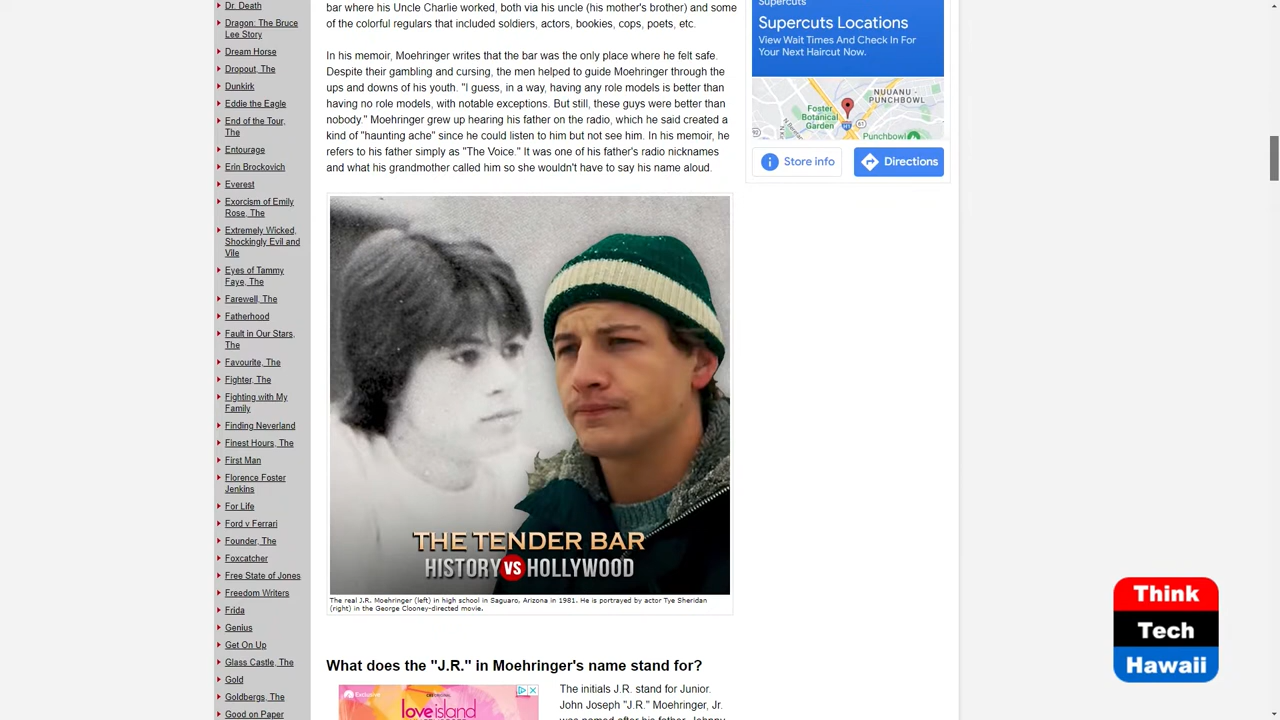 Dr. Death
Dragon: The Bruce
Lee Story
Dream Horse
Dropout, The
Dunkirk
Eddie the Eagle
End of the Tour,
The
Entourage
Erin Brockovich
Everest
Exorcism of Emily
Rose, The
Extremely Wicked,
Shockingly Evil and
Vile
Eyes of Tammy
Faye, The
Farewell, The
Fatherhood
Fault in Our Stars,
The
Favourite, The
Fighter, The
Fighting with My
Family
Finding Neverland
Finest Hours, The
First Man
Florence Foster
Jenkins
For Life
Ford v Ferrari
Founder, The
Foxcatcher
Free State of Jones
Freedom Writers
Frida
Genius
Get On Up
Glass Castle, The
Gold
Goldbergs, The
Good on Paper
bar where his Uncle Charlie worked, both via his uncle (his mother's brother) and some
of the colorful regulars that included soldiers, actors, bookies, cops, poets, etc.
In his memoir, Moehringer writes that the bar was the only place where he felt safe.
Despite their gambling and cursing, the men helped to guide Moehringer through the
ups and downs of his youth. "I guess, in a way, having any role models is better than
having no role models, with notable exceptions. But still, these guys were better than
nobody." Moehringer grew up hearing his father on the radio, which he said created a
kind of "haunting ache" since he could listen to him but not see him. In his memoir, he
refers to his father simply as "The Voice." It was one of his father's radio nicknames
and what his grandmother called him so she wouldn't have to say his name aloud.
THE TENDER BAR
HISTORY VS HOLLYWOOD
The real J.R. Moehringer (left) in high school in Saguaro, Arizona in 1981. He is portrayed by actor Tye Sheridan
(right) in the George Clooney-directed movie.
What does the "J.R." in Moehringer's name stand for?
Exclusive
love island
The initials J.R. stand for Junior.
John Joseph "J.R." Moehringer, Jr.
was named after his father, Johnny
Supercuts
Supercuts Locations
View Wait Times And Check In For
Your Next Haircut Now.
NUUANU -
PUNCHBOWL
Foster
Botanical
Garden
Punchbowl
Store info
Directions
Think
Tech
Hawaii